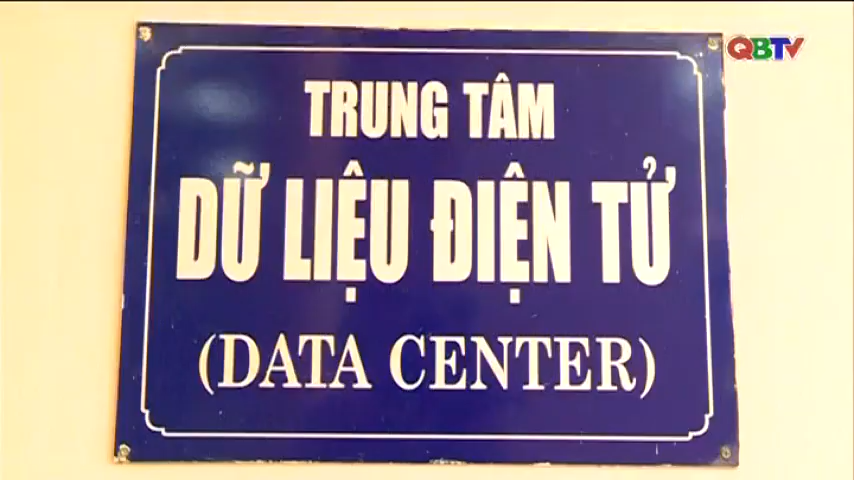 QBTV
TRUNG TÂM
DỮ LIỆU ĐIỆN TỬ
(DATA CENTER)